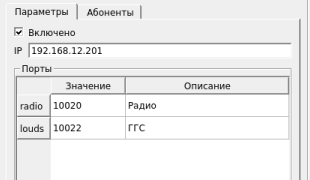 Параметры Абоненты
Включено
IP 192.168.12.201
Порты
Значение Описание
radio 10020 Радио
louds 10022 ГГС